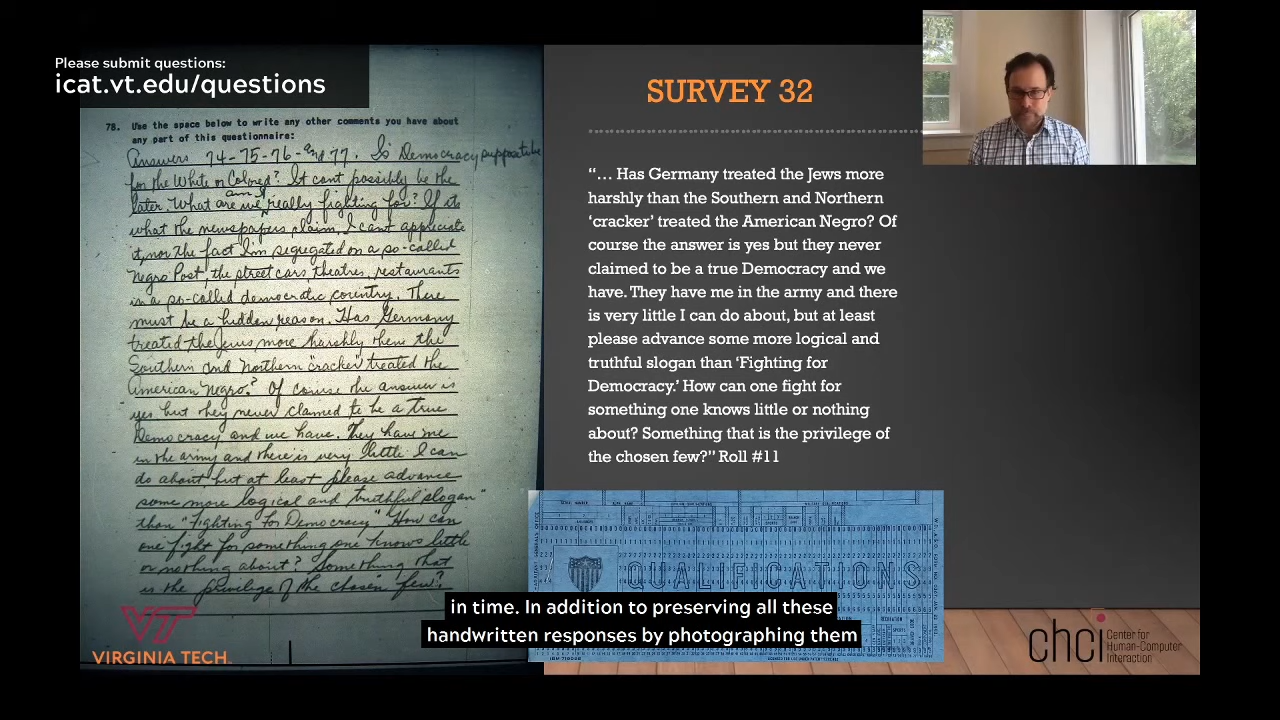 Please submit questions:
icat.vt.edu/questions
78. Use the space below to write any other comments you have about
any part of this questionnaire:
Answers 74-75-76-and 77. Is Democracy suppose to be
for the White or Colored? It cant possibly be the
later. What are we, am I really fighting for? If its
what the newspapers claim, I cant appreciate
it, nor the fact Im segregated on a so-called
Negro Post, the street cars, theatres, restaurants
in a so-called democratic country. There
must be a hidden reason. Has Germany
treated the Jews more harshly than the
Southern and Northern "cracker" treated the
American Negro? Of course the answer is
yes but they never claimed to be a true
Democracy and we have. They have me
in the army and there is very little I can
do about but at least please advance
some more logical and truthful slogan"
than "Fighting for Democracy" How can
one fight for something one knows little
or nothing about? Something that
is the privilege of the chosen few?
SURVEY 32
“… Has Germany treated the Jews more
harshly than the Southern and Northern
‘cracker’ treated the American Negro? Of
course the answer is yes but they never
claimed to be a true Democracy and we
have. They have me in the army and there
is very little I can do about, but at least
please advance some more logical and
truthful slogan than ‘Fighting for
Democracy.’ How can one fight for
something one knows little or nothing
about? Something that is the privilege of
the chosen few?” Roll #11
QUALIFICATIONS
in time. In addition to preserving all these
handwritten responses by photographing them
VT
VIRGINIA TECH
chci Center for
Human-Computer
Interaction